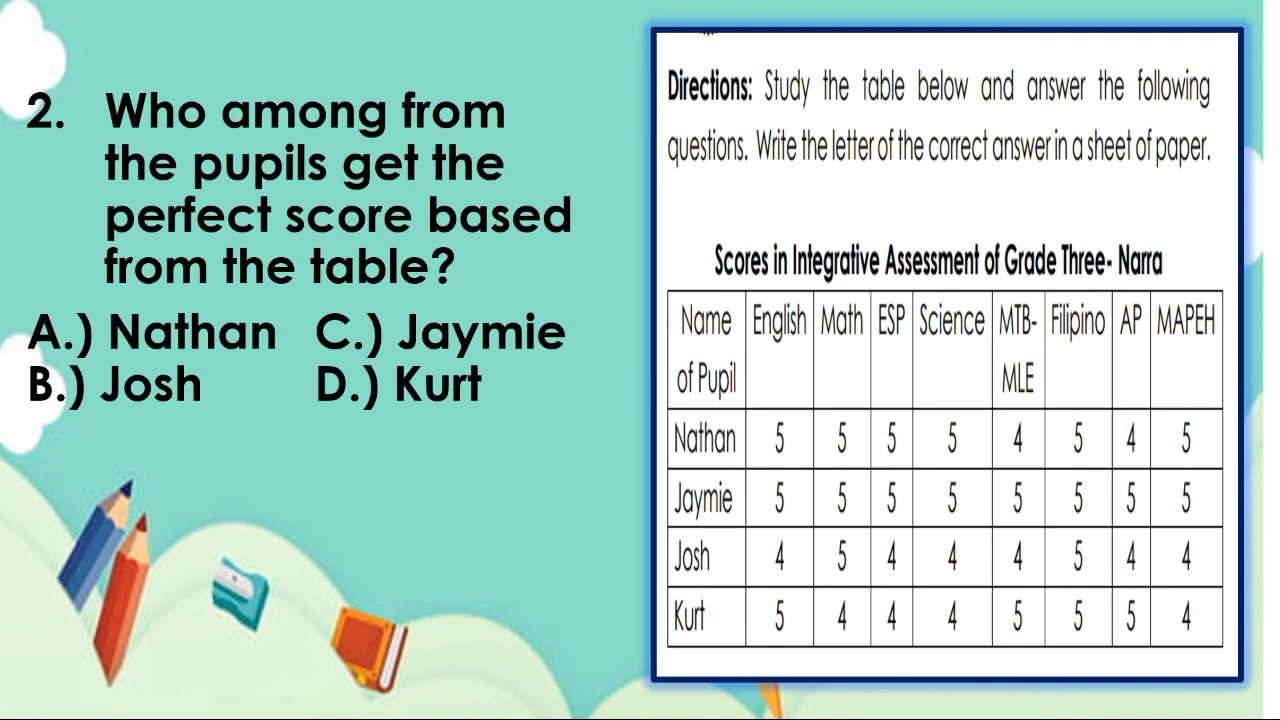 2. Who among from
the pupils get the
perfect score based
from the table?
A.) Nathan C.) Jaymie
B.) Josh D.) Kurt
Directions: Study the table below and answer the following
questions. Write the letter of the correct answer in a sheet of paper.
Scores in Integrative Assessment of Grade Three- Narra
Name English Math ESP Science MTB- Filipino AP MAPEH
of Pupil MLE
Nathan 5 5 5 5 4 5 4 5
Jaymie 5 5 5 5 5 5 5 5
Josh 4 5 4 4 4 5 4 4
Kurt 5 4 4 4 5 5 5 4